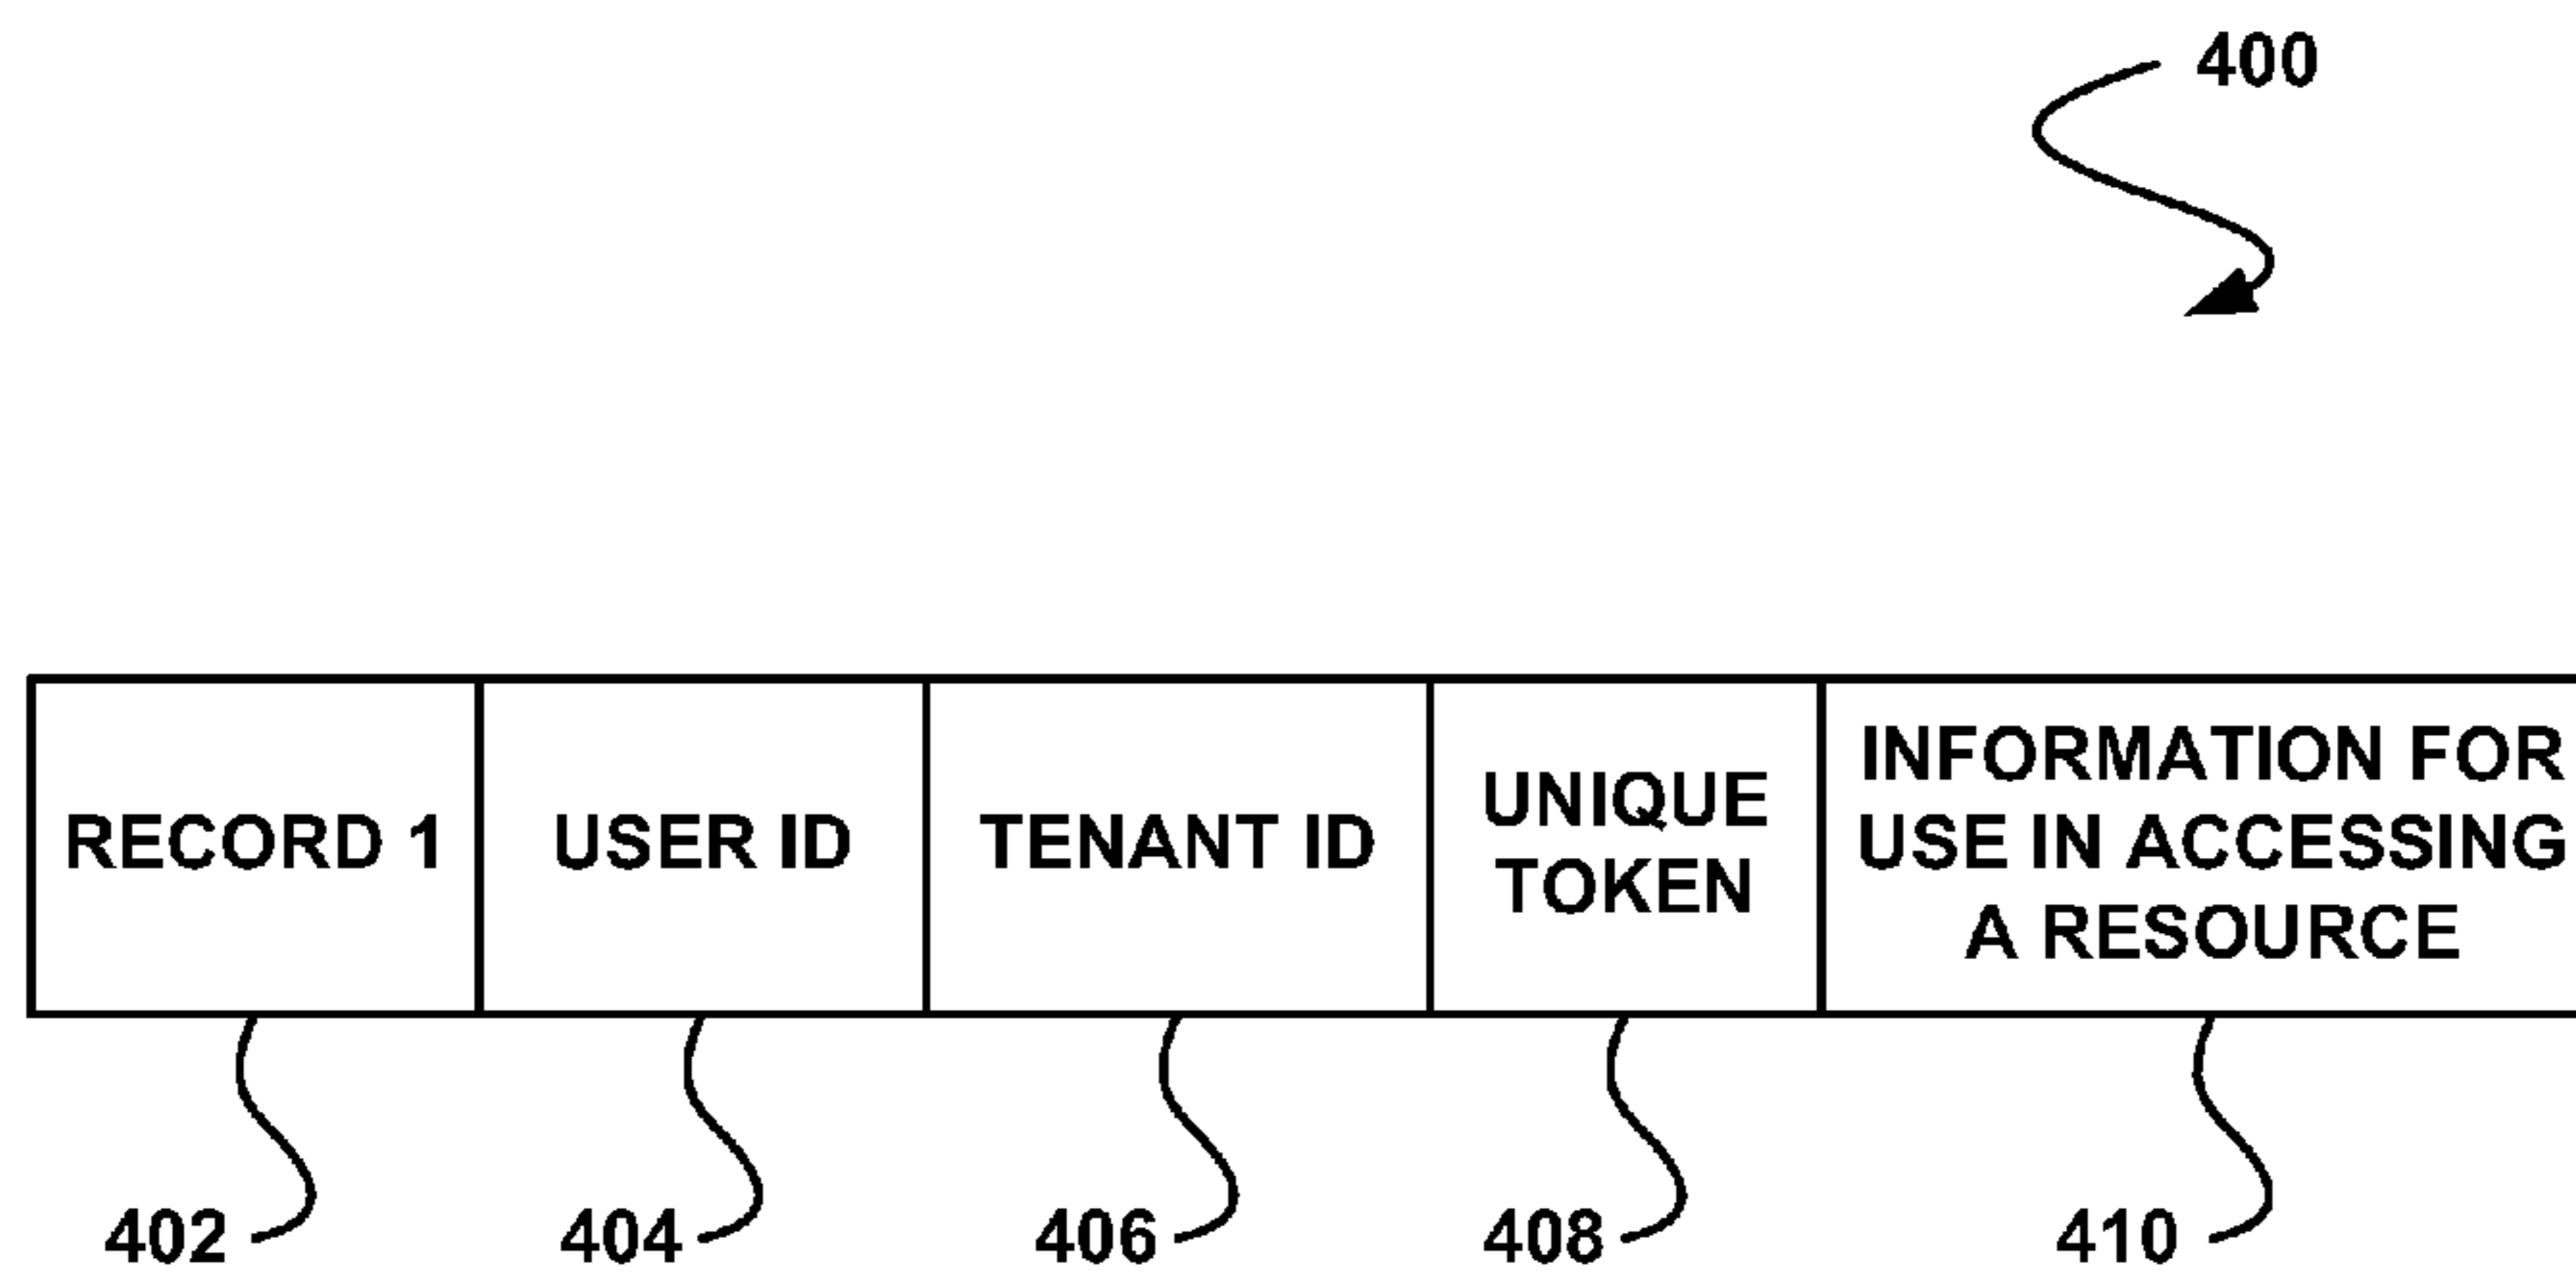 400
RECORD 1
USER ID
TENANT ID
UNIQUE
TOKEN
INFORMATION FOR
USE IN ACCESSING
A RESOURCE
402
404
406
408
410